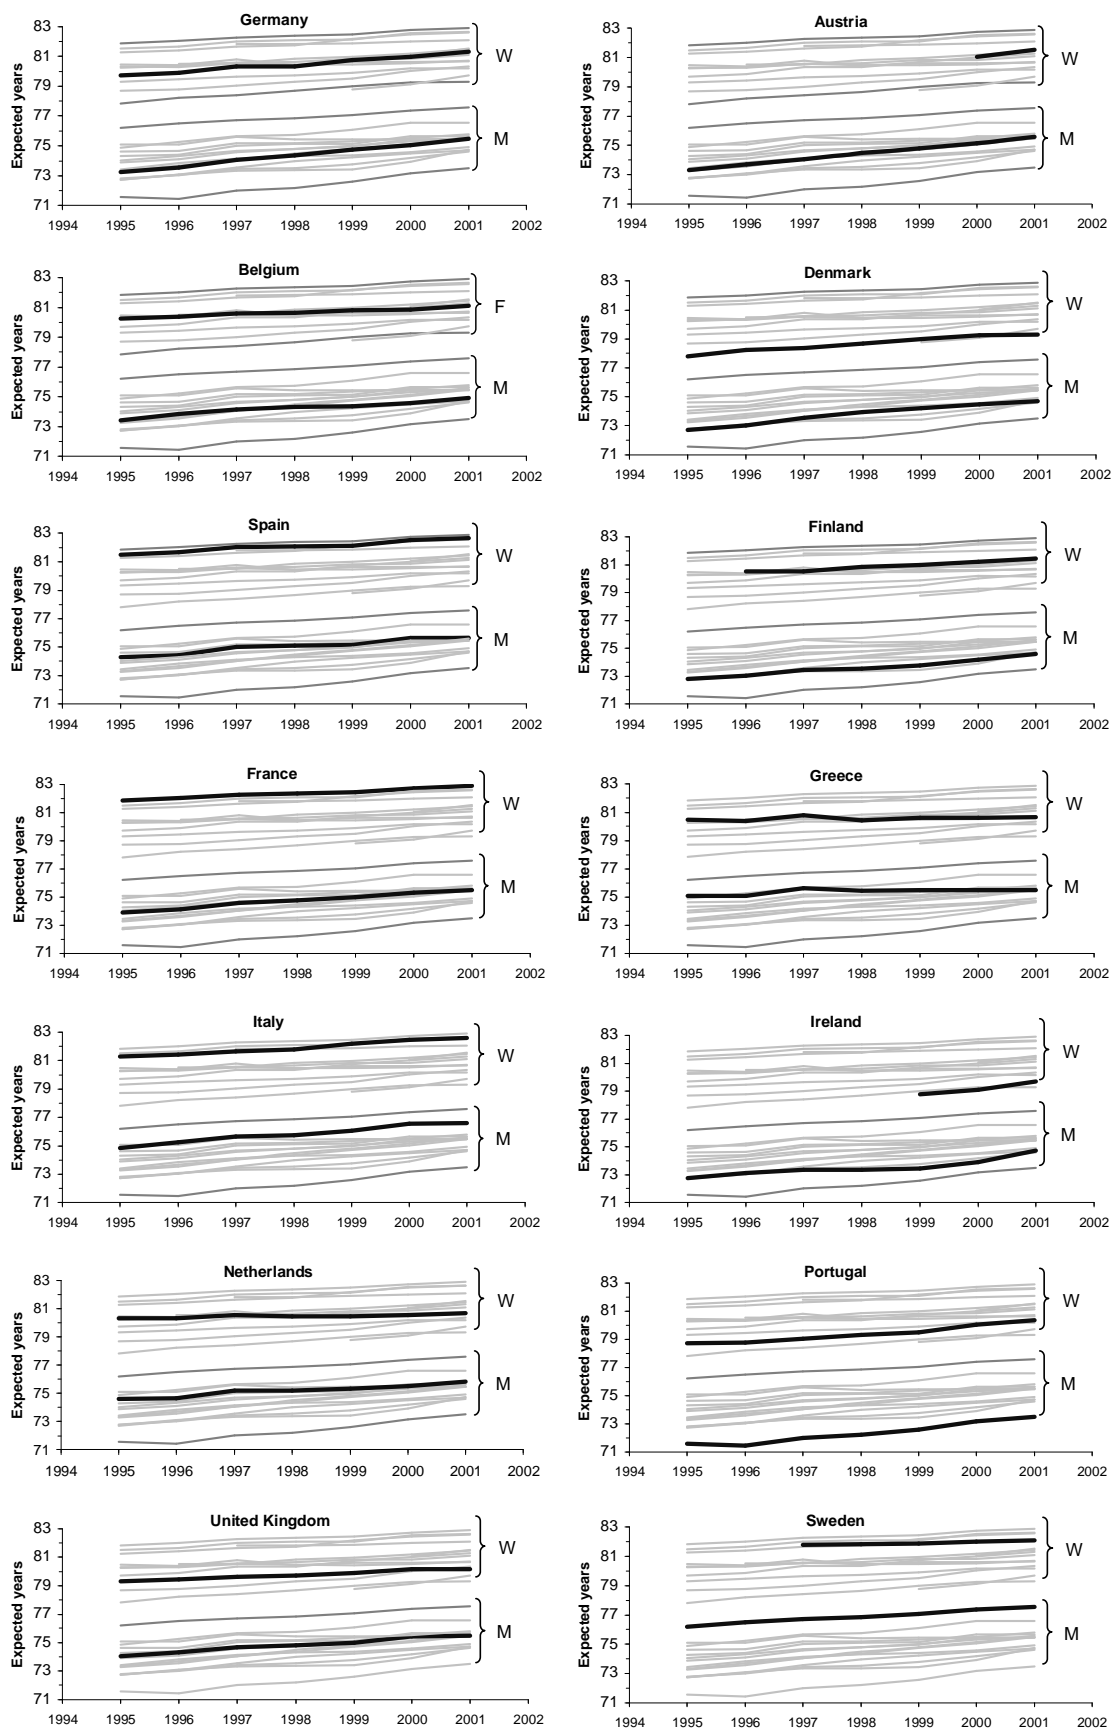 Germany
Expected years
83
81
79
77
75
73
71
1994 1995 1996 1997 1998 1999 2000 2001 2002
W
M
Austria
Expected years
83
81
79
77
75
73
71
1994 1995 1996 1997 1998 1999 2000 2001 2002
W
M
Belgium
Expected years
83
81
79
77
75
73
71
1994 1995 1996 1997 1998 1999 2000 2001 2002
F
M
Denmark
Expected years
83
81
79
77
75
73
71
1994 1995 1996 1997 1998 1999 2000 2001 2002
W
M
Spain
Expected years
83
81
79
77
75
73
71
1994 1995 1996 1997 1998 1999 2000 2001 2002
W
M
Finland
Expected years
83
81
79
77
75
73
71
1994 1995 1996 1997 1998 1999 2000 2001 2002
W
M
France
Expected years
83
81
79
77
75
73
71
1994 1995 1996 1997 1998 1999 2000 2001 2002
W
M
Greece
Expected years
83
81
79
77
75
73
71
1994 1995 1996 1997 1998 1999 2000 2001 2002
W
M
Italy
Expected years
83
81
79
77
75
73
71
1994 1995 1996 1997 1998 1999 2000 2001 2002
W
M
Ireland
Expected years
83
81
79
77
75
73
71
1994 1995 1996 1997 1998 1999 2000 2001 2002
W
M
Netherlands
Expected years
83
81
79
77
75
73
71
1994 1995 1996 1997 1998 1999 2000 2001 2002
W
M
Portugal
Expected years
83
81
79
77
75
73
71
1994 1995 1996 1997 1998 1999 2000 2001 2002
W
M
United Kingdom
Expected years
83
81
79
77
75
73
71
1994 1995 1996 1997 1998 1999 2000 2001 2002
W
M
Sweden
Expected years
83
81
79
77
75
73
71
1994 1995 1996 1997 1998 1999 2000 2001 2002
W
M